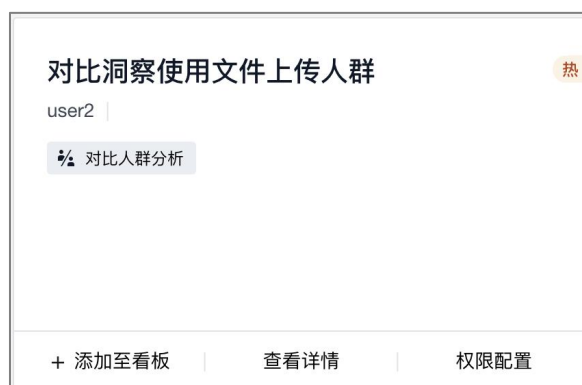 对比洞察使用文件上传人群
热
user2
对比人群分析
+ 添加至看板
查看详情
权限配置